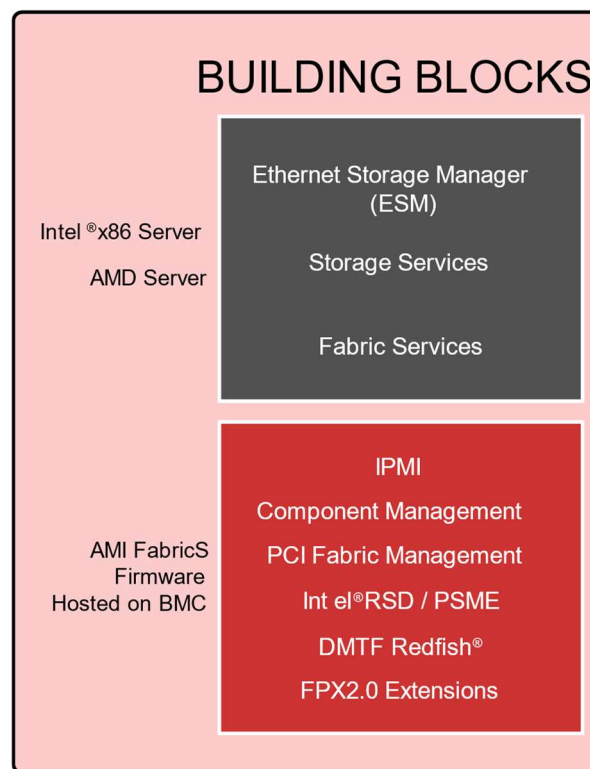 BUILDING BLOCKS
Intel ®x86 Server
AMD Server
Ethernet Storage Manager
(ESM)
Storage Services
Fabric Services
AMI FabricS
Firmware
Hosted on BMC
IPMI
Component Management
PCI Fabric Management
Int el®RSD / PSME
DMTF Redfish®
FPX2.0 Extensions